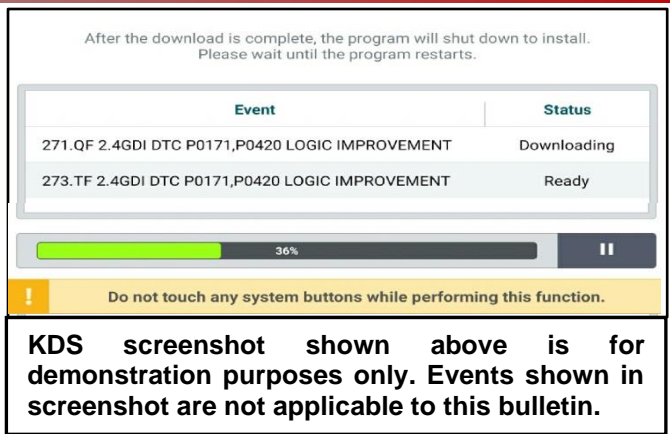 After the download is complete, the program will shut down to install.
Please wait until the program restarts.
Event Status
271.QF 2.4GDI DTC P0171,P0420 LOGIC IMPROVEMENT Downloading
273.TF 2.4GDI DTC P0171,P0420 LOGIC IMPROVEMENT Ready
36%
! Do not touch any system buttons while performing this function.
KDS screenshot shown above is for
demonstration purposes only. Events shown in
screenshot are not applicable to this bulletin.